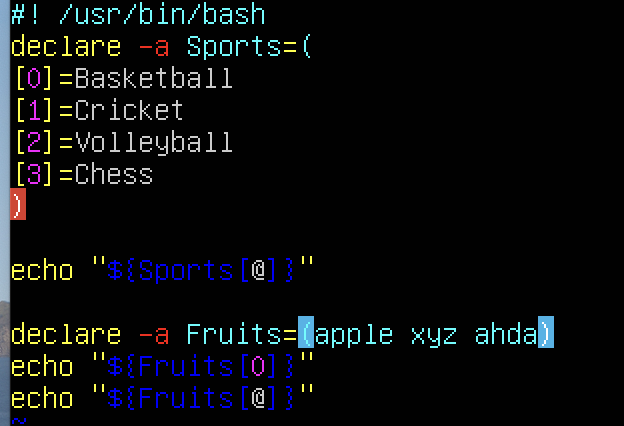 #! /usr/bin/bash
declare -a Sports=(
[0]=Basketball
[1]=Cricket
[2]=Volleyball
[3]=Chess
)
echo "${Sports[@]}"
declare -a Fruits=(apple xyz ahda)
echo "${Fruits[0]}"
echo "${Fruits[@]}"
~